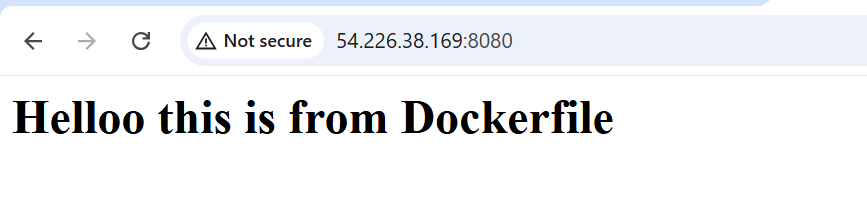 Not secure 54.226.38.169:8080
Helloo this is from Dockerfile